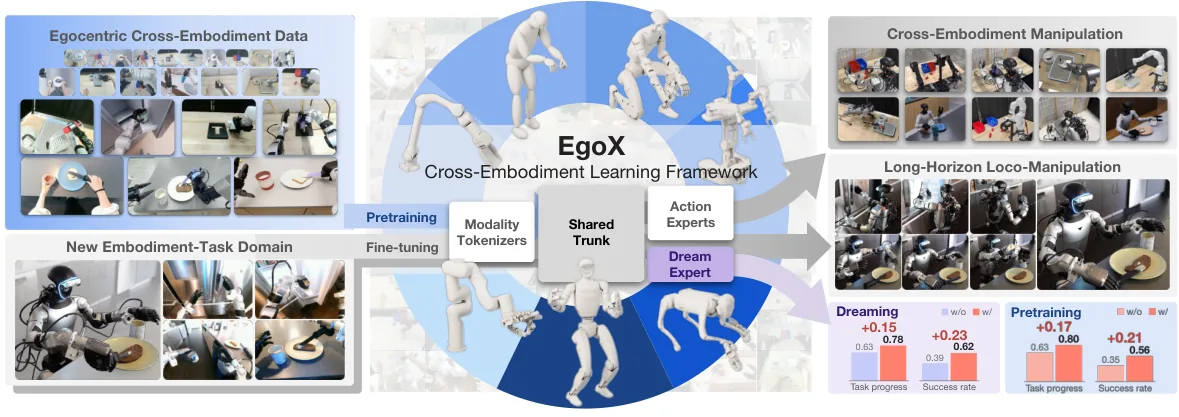 Egocentric Cross-Embodiment Data
New Embodiment-Task Domain
EgoX
Cross-Embodiment Learning Framework
Pretraining
Fine-tuning
Modality
Tokenizers
Shared
Trunk
Action
Experts
Dream
Expert
Cross-Embodiment Manipulation
Long-Horizon Loco-Manipulation
Dreaming
w/o
w/
+0.15
0.63
0.78
Task progress
+0.23
0.39
0.62
Success rate
Pretraining
w/o
w/
+0.17
0.63
0.80
Task progress
+0.21
0.35
0.56
Success rate